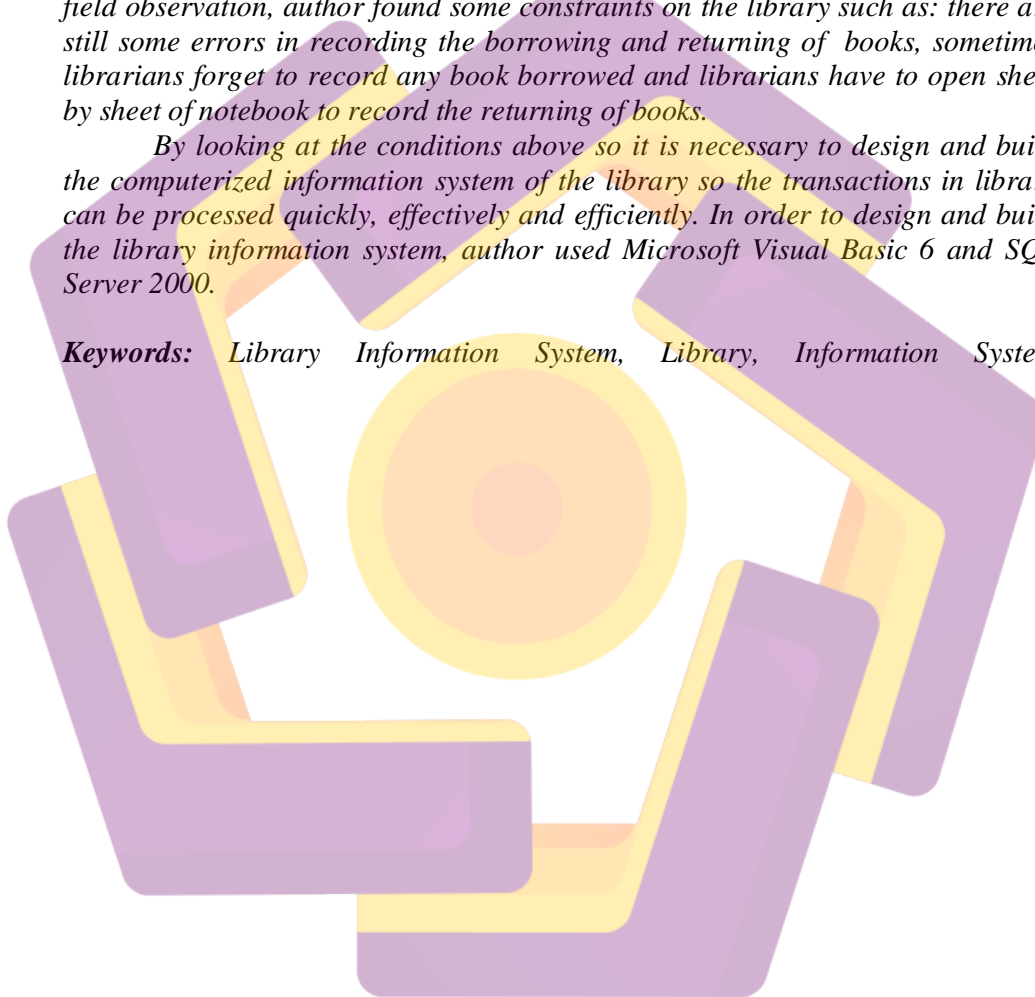 field observation, author found some constraints on the library such as: there a
still some errors in recording the borrowing and returning of books, sometim
librarians forget to record any book borrowed and librarians have to open she
by sheet of notebook to record the returning of books.
By looking at the conditions above so it is necessary to design and bui
the computerized information system of the library so the transactions in libra
can be processed quickly, effectively and efficiently. In order to design and bui
the library information system, author used Microsoft Visual Basic 6 and SQ
Server 2000.
Keywords: Library Information System, Library, Information Syste